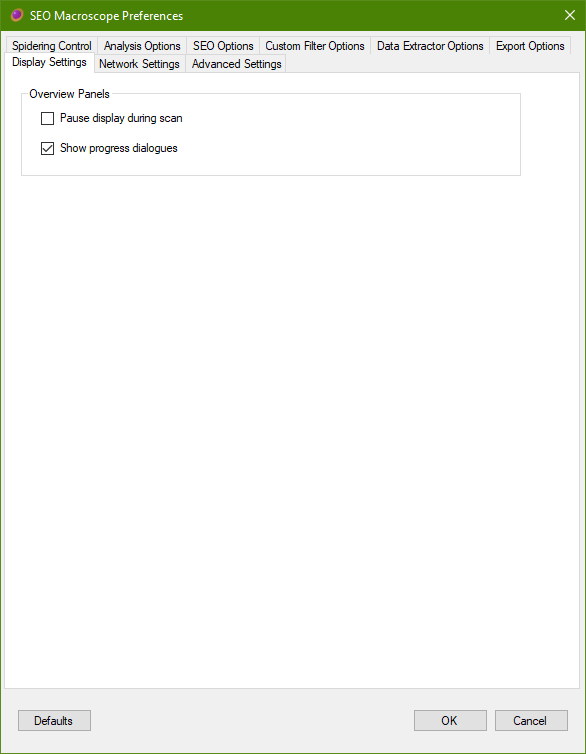 SEO Macroscope Preferences
Spidering Control Analysis Options SEO Options Custom Filter Options Data Extractor Options Export Options
Display Settings Network Settings Advanced Settings
Overview Panels
Pause display during scan
Show progress dialogues
Defaults OK Cancel